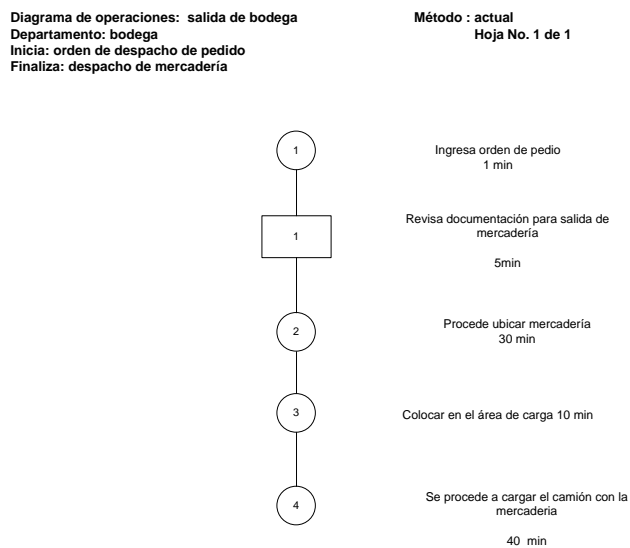 Diagrama de operaciones: salida de bodega
Método : actual
Departamento: bodega
Hoja No. 1 de 1
Inicia: orden de despacho de pedido
Finaliza: despacho de mercadería
1
Ingresa orden de pedio
1 min
1
Revisa documentación para salida de
mercadería
5min
2
Procede ubicar mercadería
30 min
3
Colocar en el área de carga 10 min
4
Se procede a cargar el camión con la
mercaderia
40 min